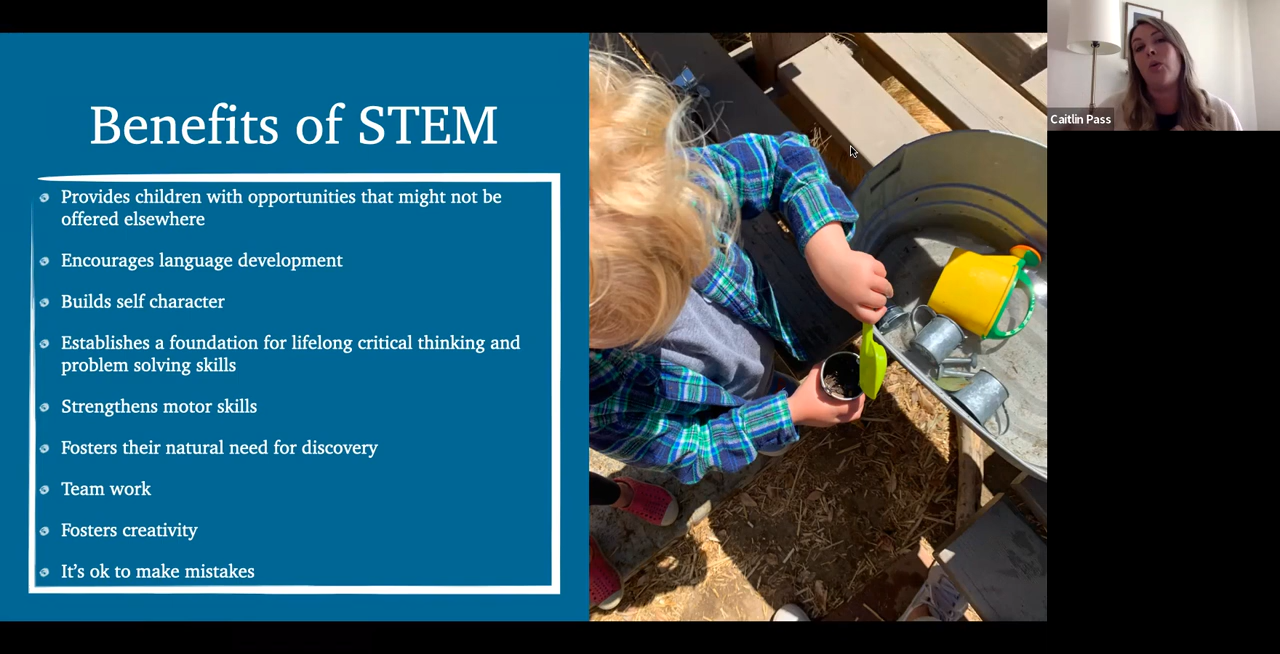 Benefits of STEM
Provides children with opportunities that might not be
offered elsewhere
Encourages language development
Builds self character
Establishes a foundation for lifelong critical thinking and
problem solving skills
Strengthens motor skills
Fosters their natural need for discovery
Team work
Fosters creativity
It's ok to make mistakes
Caitlin Pass